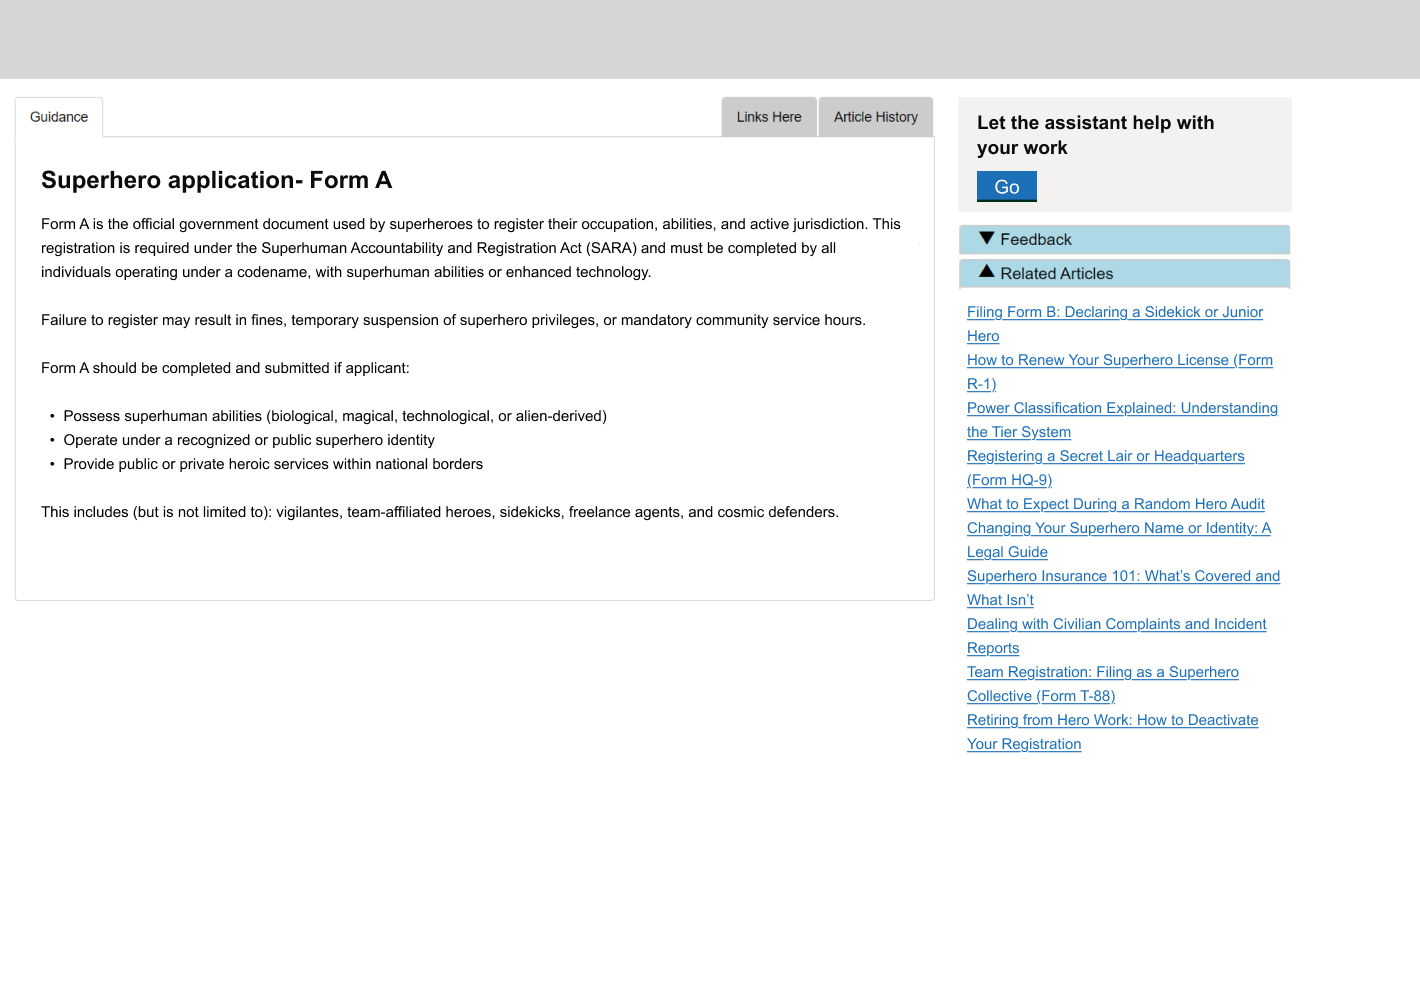 Guidance
Links Here
Article History
Superhero application- Form A
Form A is the official government document used by superheroes to register their occupation, abilities, and active jurisdiction. This
registration is required under the Superhuman Accountability and Registration Act (SARA) and must be completed by all
individuals operating under a codename, with superhuman abilities or enhanced technology.
Failure to register may result in fines, temporary suspension of superhero privileges, or mandatory community service hours.
Form A should be completed and submitted if applicant:
• Possess superhuman abilities (biological, magical, technological, or alien-derived)
• Operate under a recognized or public superhero identity
• Provide public or private heroic services within national borders
This includes (but is not limited to): vigilantes, team-affiliated heroes, sidekicks, freelance agents, and cosmic defenders.
Let the assistant help with
your work
Go
▼ Feedback
▲ Related Articles
Filing Form B: Declaring a Sidekick or Junior
Hero
How to Renew Your Superhero License (Form
R-1)
Power Classification Explained: Understanding
the Tier System
Registering a Secret Lair or Headquarters
(Form HQ-9)
What to Expect During a Random Hero Audit
Changing Your Superhero Name or Identity: A
Legal Guide
Superhero Insurance 101: What’s Covered and
What Isn’t
Dealing with Civilian Complaints and Incident
Reports
Team Registration: Filing as a Superhero
Collective (Form T-88)
Retiring from Hero Work: How to Deactivate
Your Registration